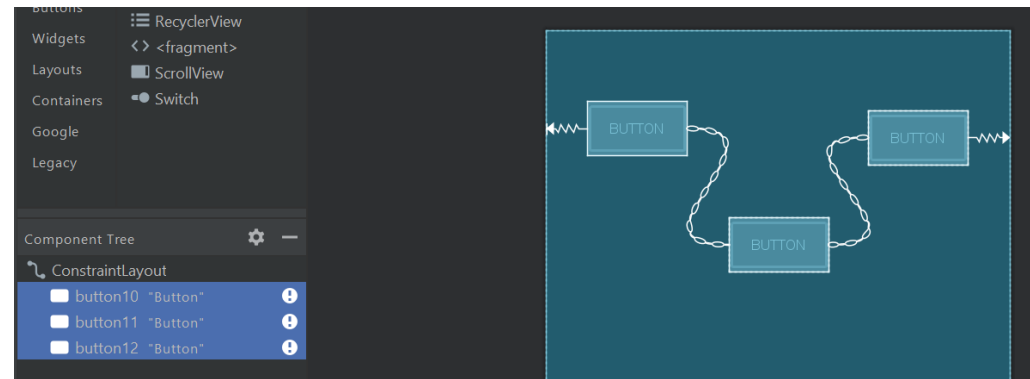 Buttons
Widgets
Layouts
Containers
Google
Legacy
RecyclerView
<fragment>
ScrollView
Switch
Component Tree
ConstraintLayout
button10 "Button"
button11 "Button"
button12 "Button"
BUTTON
BUTTON
BUTTON